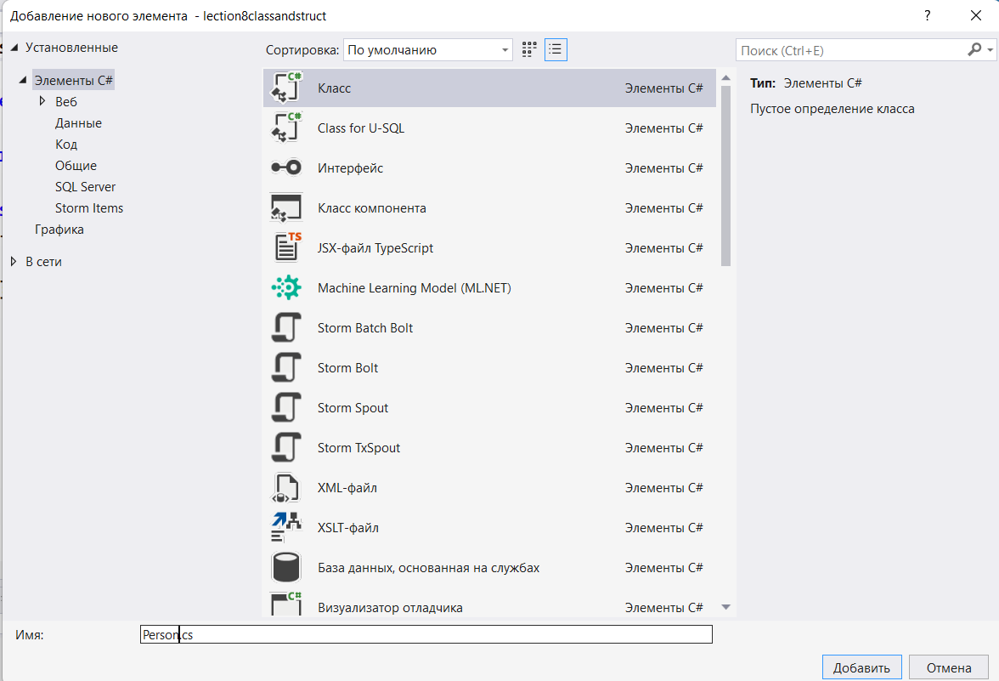 Добавление нового элемента - lection8classandstruct
?
Установленные
Элементы C#
Веб
Данные
Код
Общие
SQL Server
Storm Items
Графика
В сети
Сортировка: По умолчанию
C# Класс Элементы C#
C# Class for U-SQL Элементы C#
Интерфейс Элементы C#
Класс компонента Элементы C#
TS JSX-файл TypeScript Элементы C#
Machine Learning Model (ML.NET) Элементы C#
Storm Batch Bolt Элементы C#
Storm Bolt Элементы C#
Storm Spout Элементы C#
Storm TxSpout Элементы C#
XML-файл Элементы C#
XSLT-файл Элементы C#
База данных, основанная на службах Элементы C#
C# Визуализатор отладчика Элементы C#
Поиск (Ctrl+E)
Тип: Элементы C#
Пустое определение класса
Имя: Person.cs
Добавить Отмена